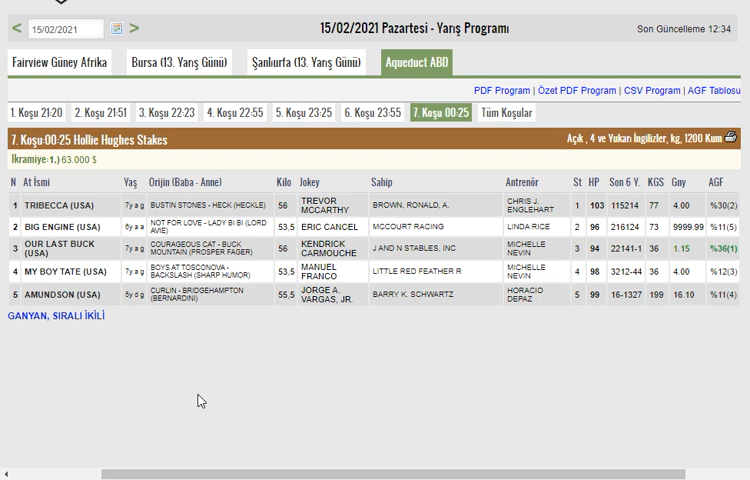 15/02/2021
15/02/2021 Pazartesi - Yarış Programı
Son Güncelleme 12:34
Fairview Güney Afrika
Bursa (13. Yarış Günü)
Şanlıurfa (13. Yarış Günü)
Aqueduct ABD
PDF Program | Özet PDF Program | CSV Program | AGF Tablosu
1. Koşu 21:20 2. Koşu 21:51 3. Koşu 22:23 4. Koşu 22:55 5. Koşu 23:25 6. Koşu 23:55 7. Koşu 00:25 Tüm Koşular
7. Koşu:00:25 Hollie Hughes Stakes
Açık , 4 ve Yukarı İngilizler, kg, 1200 Kum
İkramiye: 1.) 63.000 $
N At İsmi Yaş Orijin (Baba - Anne) Kilo Jokey Sahip Antrenör St HP Son 6 Y. KGS Gny AGF
1 TRIBECCA (USA) 7y a g BUSTIN STONES - HECK (HECKLE) 56 TREVOR MCCARTHY BROWN, RONALD, A. CHRIS J. ENGLEHART 1 103 115214 77 4.00 %30(2)
2 BIG ENGINE (USA) 6y a a NOT FOR LOVE - LADY BI BI (LORD AVIE) 53,5 ERIC CANCEL MCCOURT RACING LINDA RICE 2 96 216124 73 9999.99 %11(5)
3 OUR LAST BUCK (USA) 7y a g COURAGEOUS CAT - BUCK MOUNTAIN (PROSPER FAGER) 56 KENDRICK CARMOUCHE J AND N STABLES, INC MICHELLE NEVIN 3 94 22141-1 36 1.15 %36(1)
4 MY BOY TATE (USA) 7y a g BOYS AT TOSCONOVA - BACKSLASH (SHARP HUMOR) 53,5 MANUEL FRANCO LITTLE RED FEATHER R MICHELLE NEVIN 4 98 3212-44 36 4.00 %12(3)
5 AMUNDSON (USA) 5y d g CURLIN - BRIDGEHAMPTON (BERNARDINI) 55,5 JORGE A. VARGAS, JR. BARRY K. SCHWARTZ HORACIO DEPAZ 5 99 16-1327 199 16.10 %11(4)
GANYAN, SIRALI İKİLİ